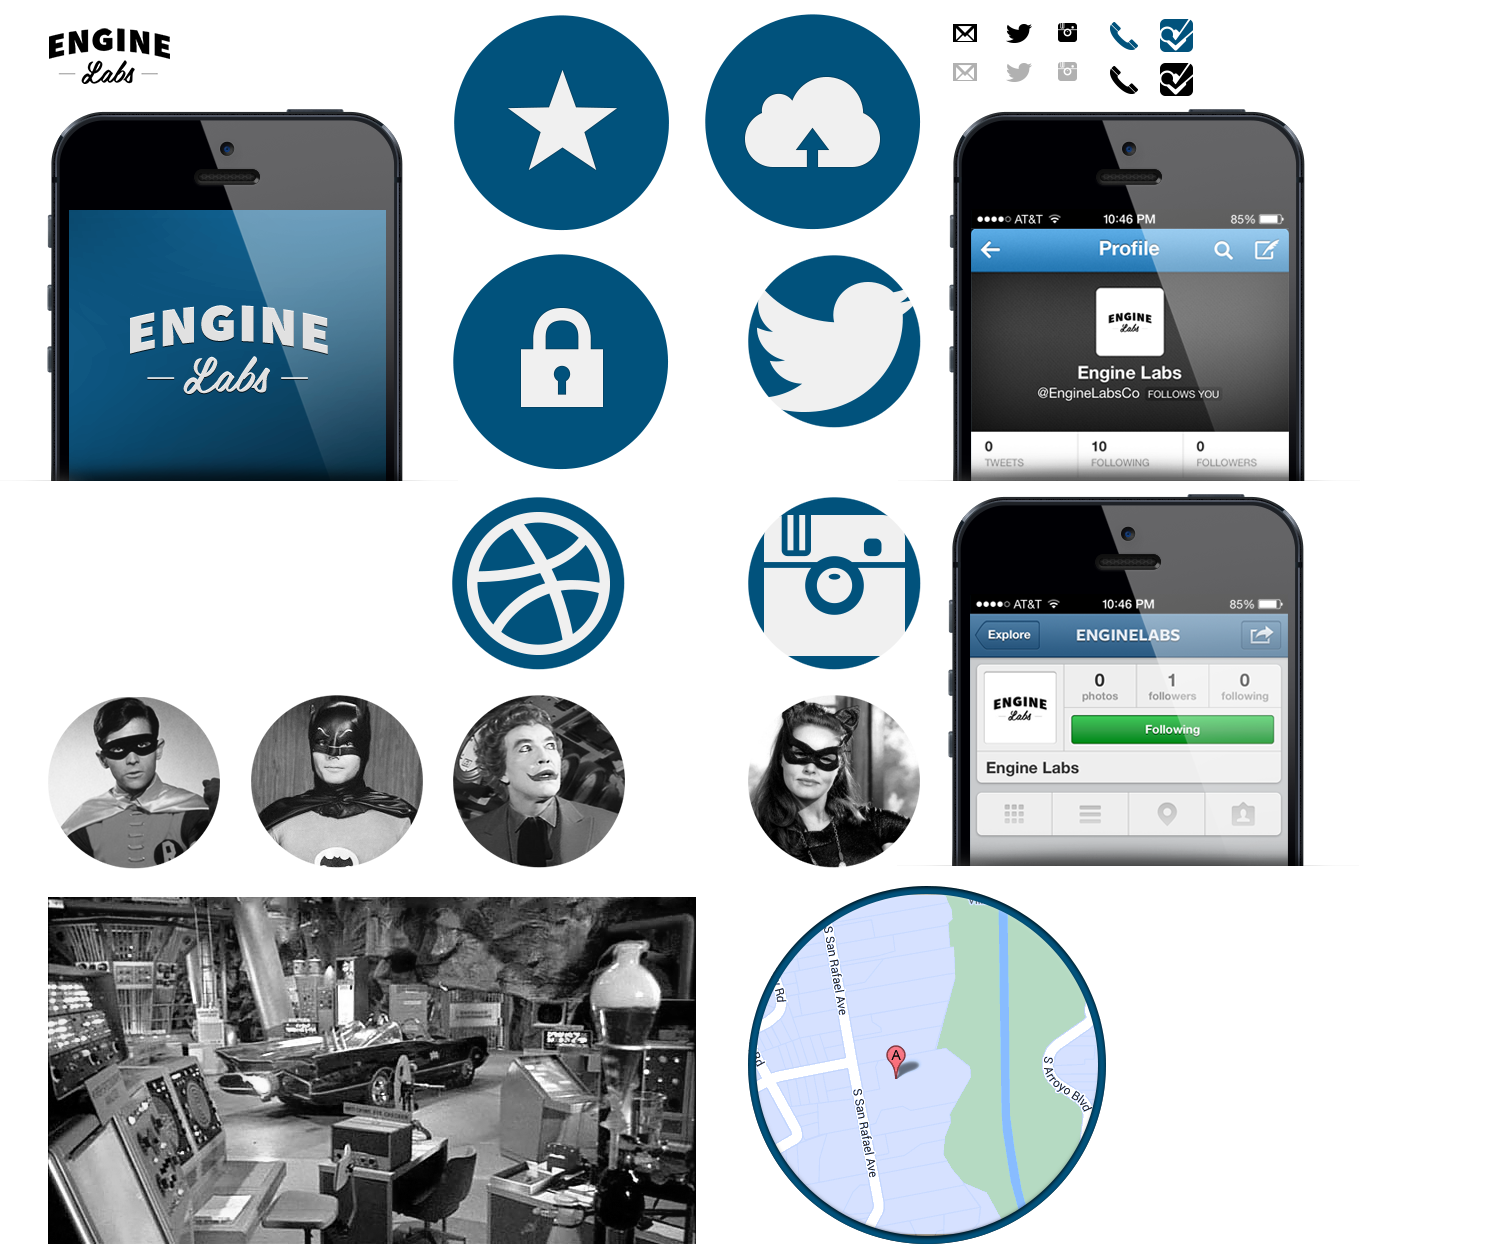 ENGINE
Labs
ENGINE
Labs
AT&T 10:46 PM 85%
Profile
ENGINE
Labs
Engine Labs
@EngineLabsCo FOLLOWS YOU
0 10 0
TWEETS FOLLOWING FOLLOWERS
AT&T 10:46 PM 85%
Explore ENGINELABS
0 1 0
photos followers following
ENGINE
Labs
Following
Engine Labs
R
S San Rafael Ave
y Rd
Rd
A
S Arroyo Blvd
S San Rafael Ave